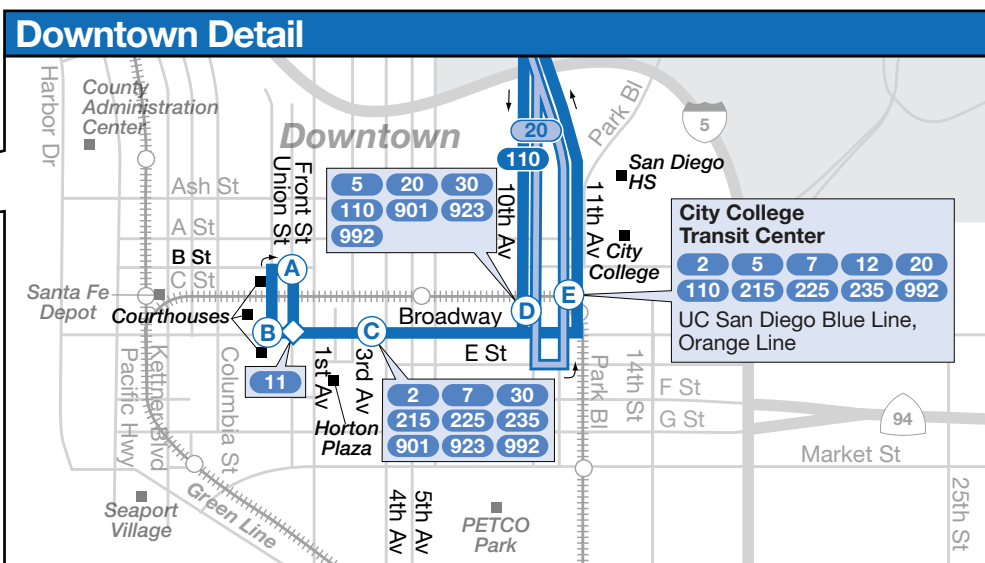 Downtown Detail
Harbor Dr
County
Administration
Center
Downtown
Park Bl
5
20
110
San Diego
HS
Ash St
Union St
Front St
5 20 30
110 901 923
992
10th Av
11th Av
City College
Transit Center
2 5 7 12 20
110 215 225 235 992
UC San Diego Blue Line,
Orange Line
A St
City
College
B St
A
C St
Santa Fe
Depot
Courthouses
B
C
D
E
Broadway
E St
11
Pacific Hwy
Kettner Blvd
Columbia St
1st Av
3rd Av
Horton
Plaza
2 7 30
215 225 235
901 923 992
Park Bl
14th St
F St
G St
94
Market St
Green Line
Seaport
Village
4th Av
5th Av
PETCO
Park
25th St